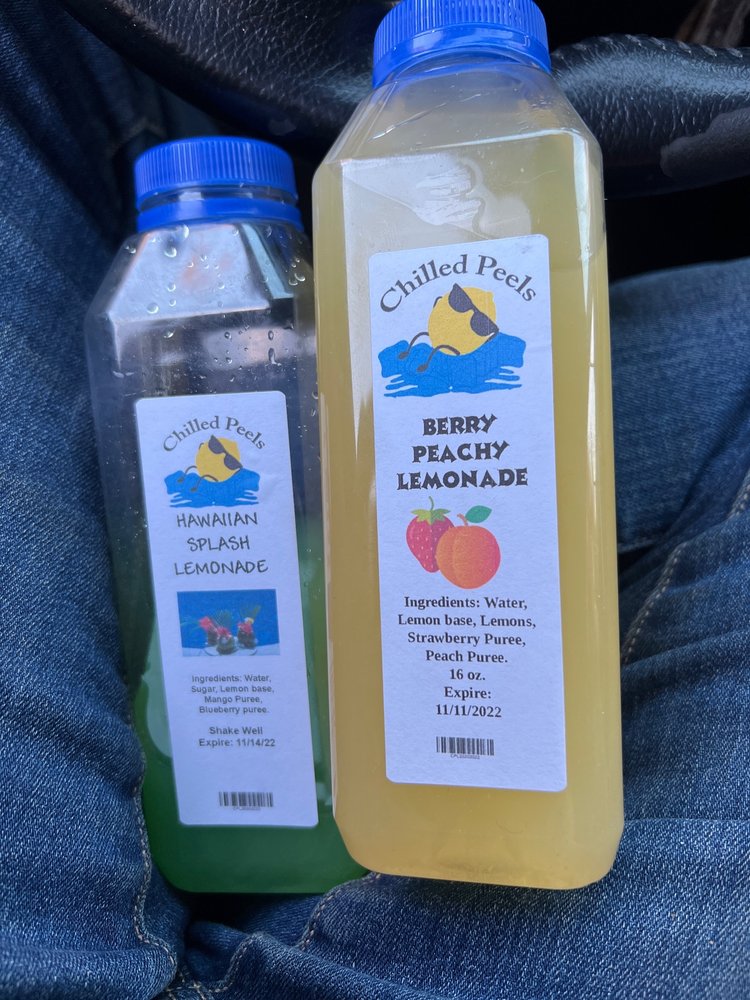 Chilled Peels
HAWAIIAN
SPLASH
LEMONADE
Ingredients: Water,
Sugar, Lemon base,
Mango Puree,
Blueberry puree.
Shake Well
Expire: 11/14/22
Chilled Peels
BERRY
PEACHY
LEMONADE
Ingredients: Water,
Lemon base, Lemons,
Strawberry Puree,
Peach Puree.
16 oz.
Expire:
11/11/2022